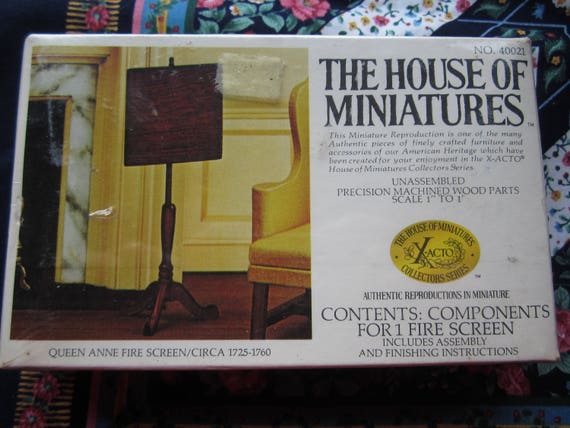 NO. 40021
THE HOUSE OF
MINIATURES™
This Miniature Reproduction is one of the many
Authentic pieces of finely crafted furniture and
accessories of our American Heritage which have
been created for your enjoyment in the X-ACTO®
House of Miniatures Collectors Series.
UNASSEMBLED
PRECISION MACHINED WOOD PARTS
SCALE 1" TO 1'
THE HOUSE OF MINIATURES
X-ACTO
COLLECTORS SERIES
™
AUTHENTIC REPRODUCTIONS IN MINIATURE
CONTENTS: COMPONENTS
FOR 1 FIRE SCREEN
INCLUDES ASSEMBLY
AND FINISHING INSTRUCTIONS
QUEEN ANNE FIRE SCREEN/CIRCA 1725-1760